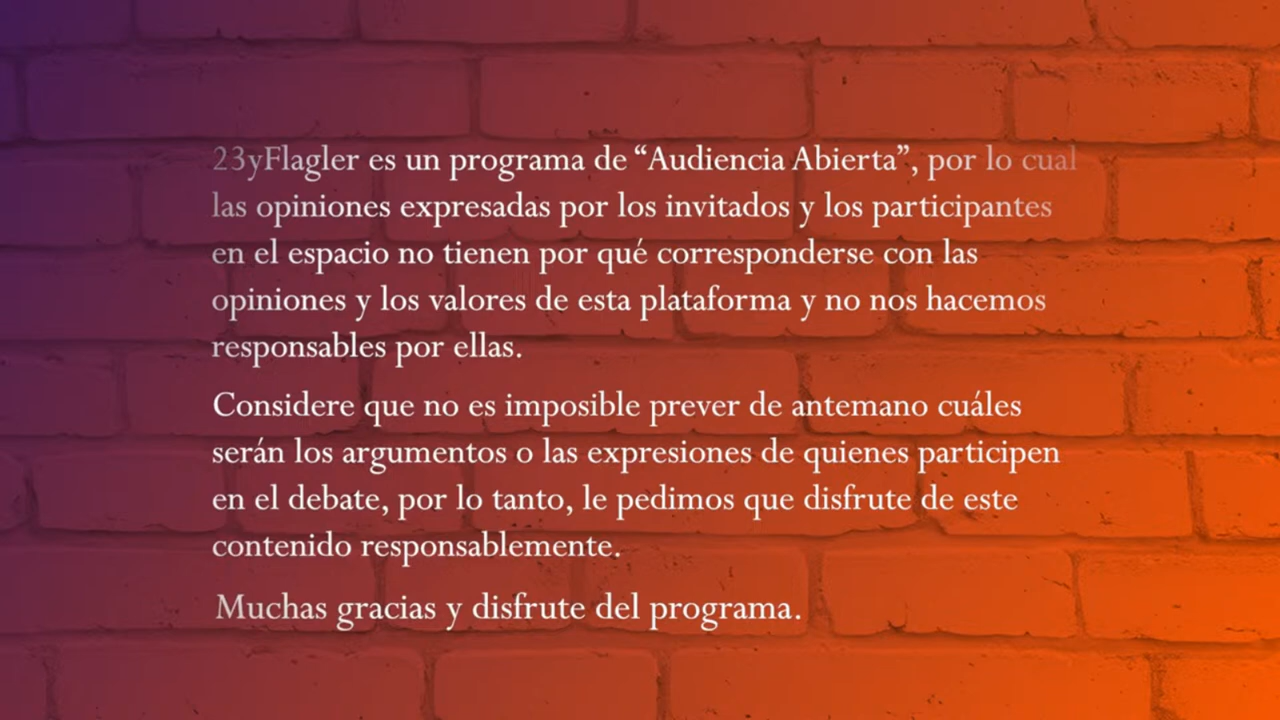 23yFlagler es un programa de “Audiencia Abierta”, por lo cual
las opiniones expresadas por los invitados y los participantes
en el espacio no tienen por qué corresponderse con las
opiniones y los valores de esta plataforma y no nos hacemos
responsables por ellas.
Considere que no es imposible prever de antemano cuáles
serán los argumentos o las expresiones de quienes participen
en el debate, por lo tanto, le pedimos que disfrute de este
contenido responsablemente.
Muchas gracias y disfrute del programa.